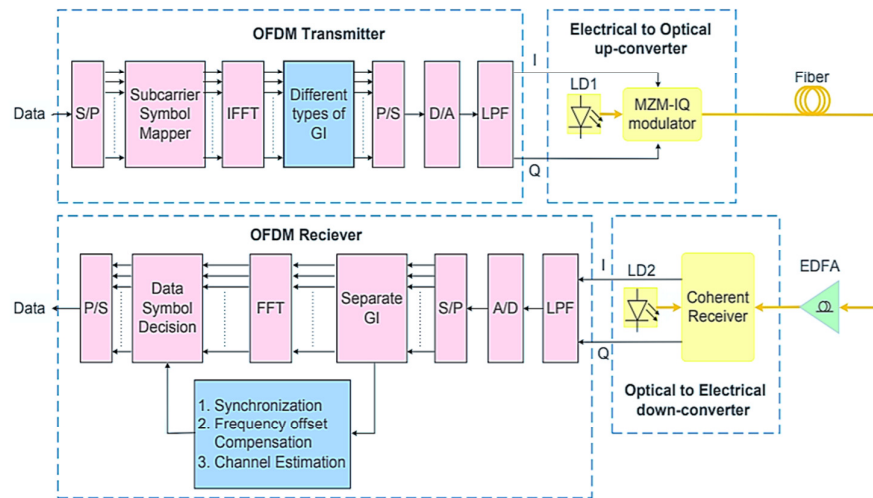 OFDM Transmitter
Electrical to Optical
up-converter
I
Data
S/P
Subcarrier
Symbol
Mapper
IFFT
Different
types of
GI
P/S
D/A
LPF
LD1
MZM-IQ
modulator
Fiber
Q
OFDM Reciever
I
LD2
EDFA
Data
P/S
Data
Symbol
Decision
FFT
Separate
GI
S/P
A/D
LPF
Coherent
Receiver
Q
1. Synchronization
2. Frequency offset
Compensation
3. Channel Estimation
Optical to Electrical
down-converter